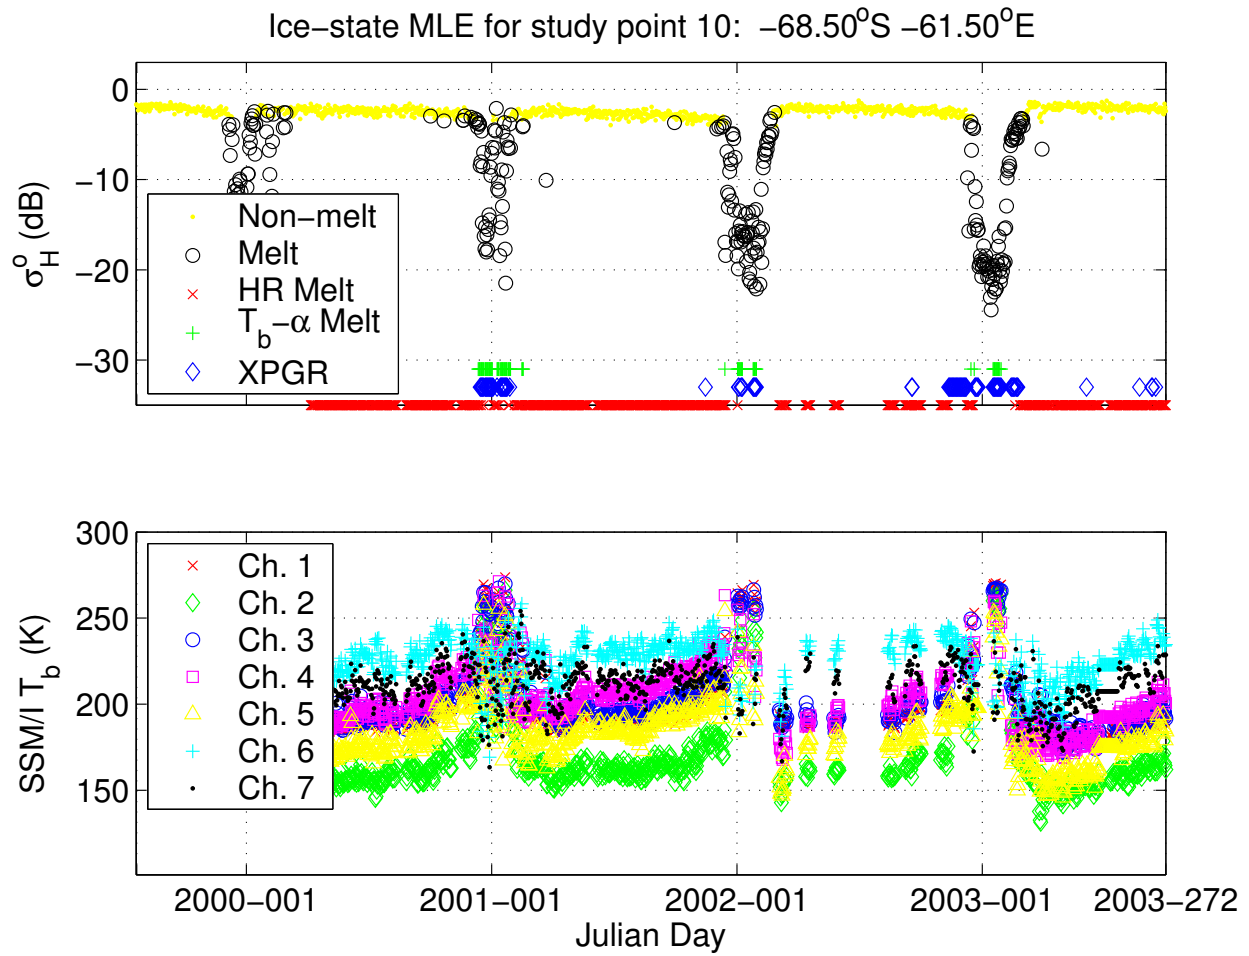 Ice−state MLE for study point 10:  −68.50°S −61.50°E
0
−10
−20
−30
σ°H (dB)
Non−melt
Melt
HR Melt
Tb−α Melt
XPGR
300
250
200
150
SSM/I Tb (K)
Ch. 1
Ch. 2
Ch. 3
Ch. 4
Ch. 5
Ch. 6
Ch. 7
2000−001 2001−001 2002−001 2003−001 2003−272
Julian Day